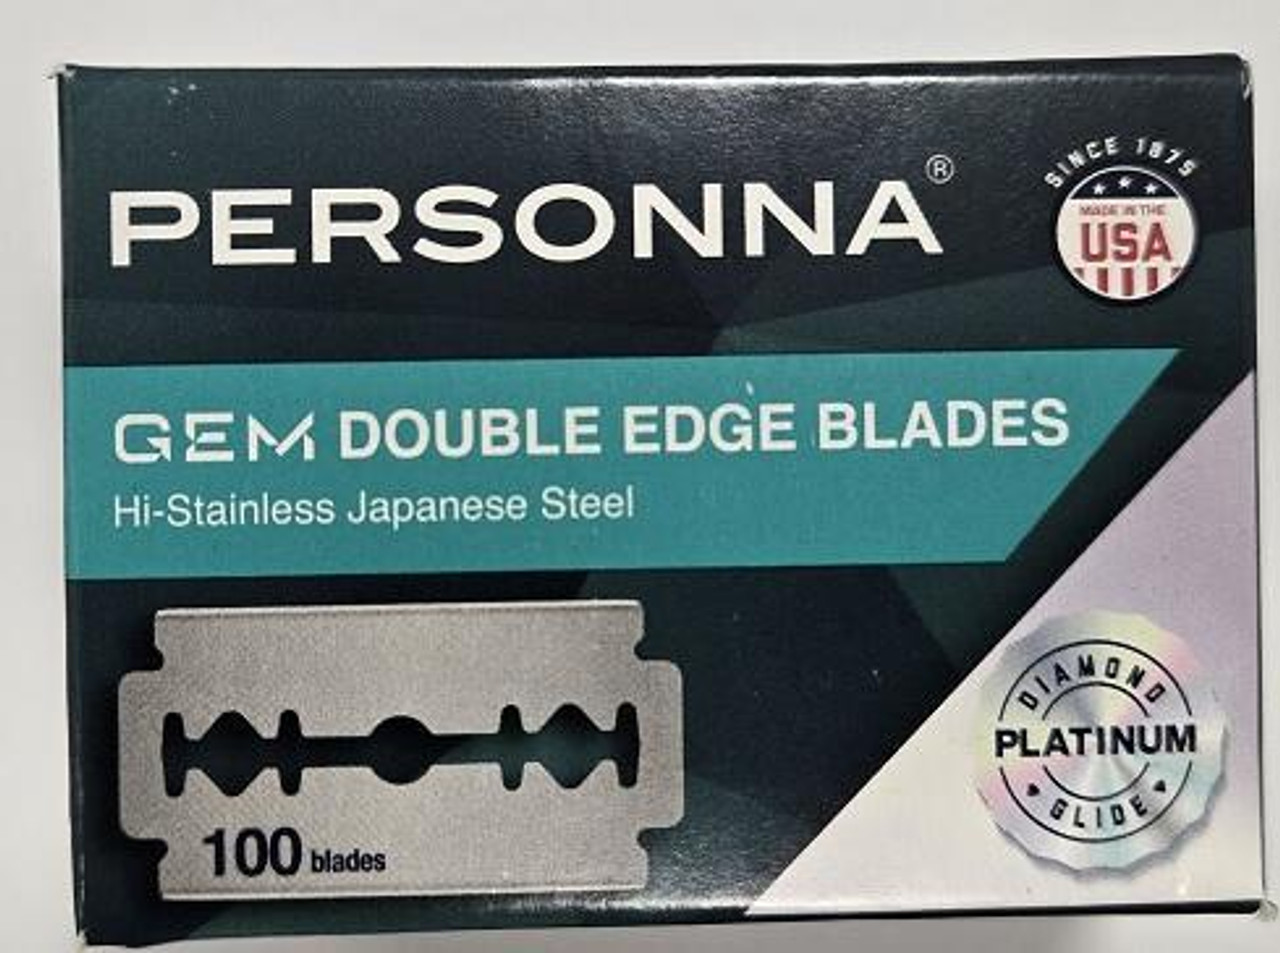 PERSONNA®
SINCE 1875
MADE IN THE
USA
GEM DOUBLE EDGE BLADES
Hi-Stainless Japanese Steel
DIAMOND
PLATINUM
GLIDE
100 blades